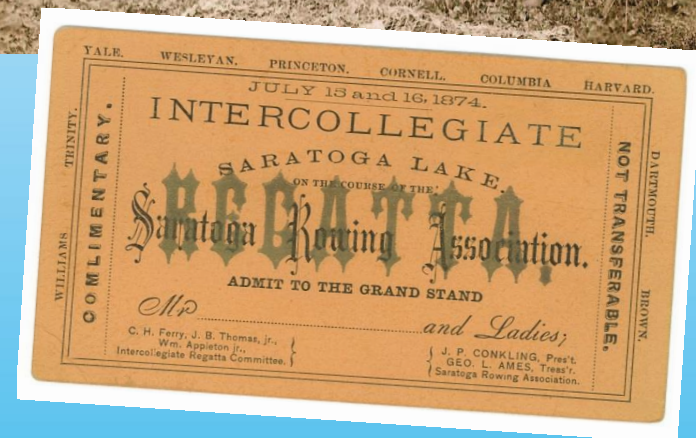 YALE. WESLEYAN. PRINCETON. CORNELL. COLUMBIA HARVARD.
JULY 15 and 16, 1874.
INTERCOLLEGIATE
SARATOGA LAKE,
ON THE COURSE OF THE
REGATTA,
Saratoga Rowing Association.
ADMIT TO THE GRAND STAND
Mr and Ladies;
C. H. Ferry, J. B. Thomas, jr.,
Wm. Appleton jr.,
Intercollegiate Regatta Committee.
J. P. CONKLING, Pres't.
GEO. L. AMES, Treas'r.
Saratoga Rowing Association.
WILLIAMS TRINITY.
COMLIMENTARY.
NOT TRANSFERABLE.
DARTMOUTH. BROWN.